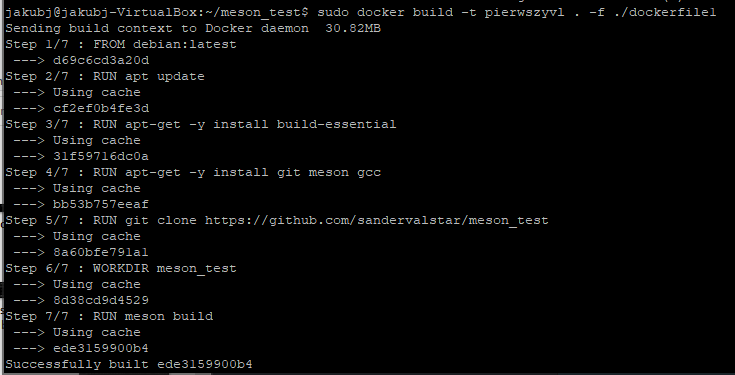 jakubj@jakubj-VirtualBox:~/meson_test$ sudo docker build -t pierwszyvl . -f ./dockerfile1
Sending build context to Docker daemon  30.82MB
Step 1/7 : FROM debian:latest
 ---> d69c6cd3a20d
Step 2/7 : RUN apt update
 ---> Using cache
 ---> cf2ef0b4fe3d
Step 3/7 : RUN apt-get -y install build-essential
 ---> Using cache
 ---> 31f59716dc0a
Step 4/7 : RUN apt-get -y install git meson gcc
 ---> Using cache
 ---> bb53b757eeaf
Step 5/7 : RUN git clone https://github.com/sandervalstar/meson_test
 ---> Using cache
 ---> 8a60bfe791a1
Step 6/7 : WORKDIR meson_test
 ---> Using cache
 ---> 8d38cd9d4529
Step 7/7 : RUN meson build
 ---> Using cache
 ---> ede3159900b4
Successfully built ede3159900b4